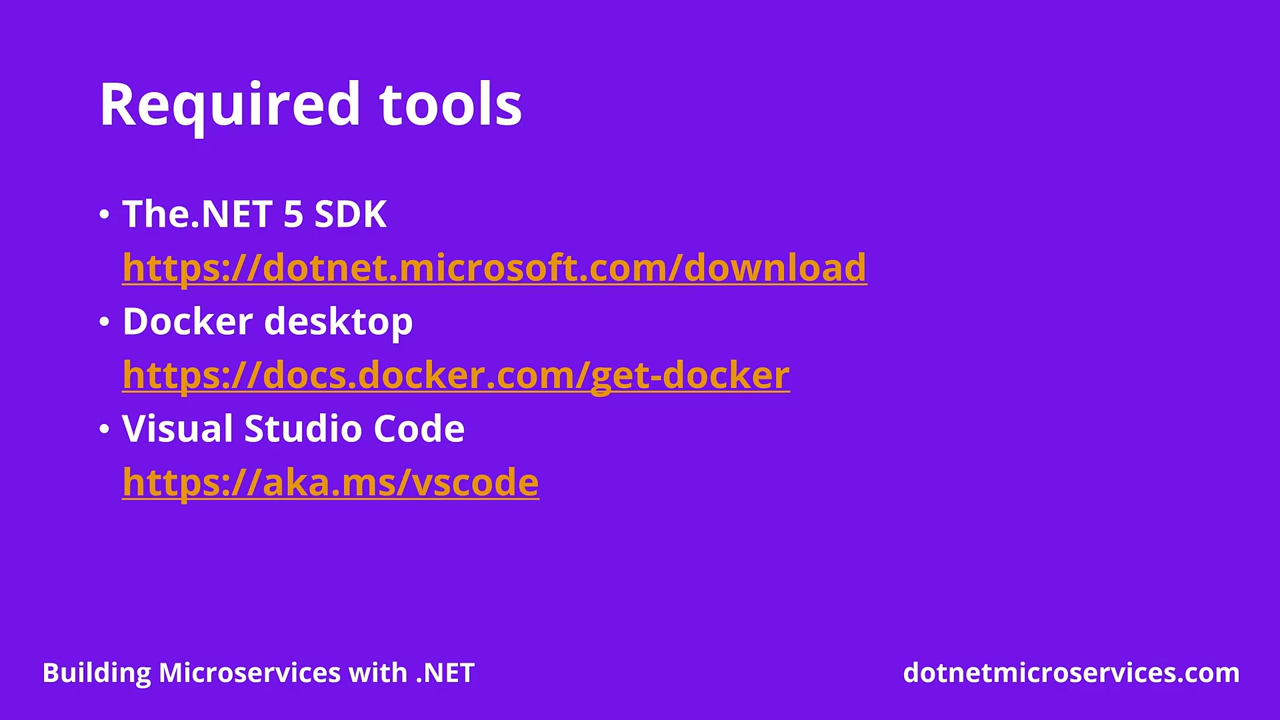 Required tools
• The.NET 5 SDK
https://dotnet.microsoft.com/download
• Docker desktop
https://docs.docker.com/get-docker
• Visual Studio Code
https://aka.ms/vscode
Building Microservices with .NET
dotnetmicroservices.com